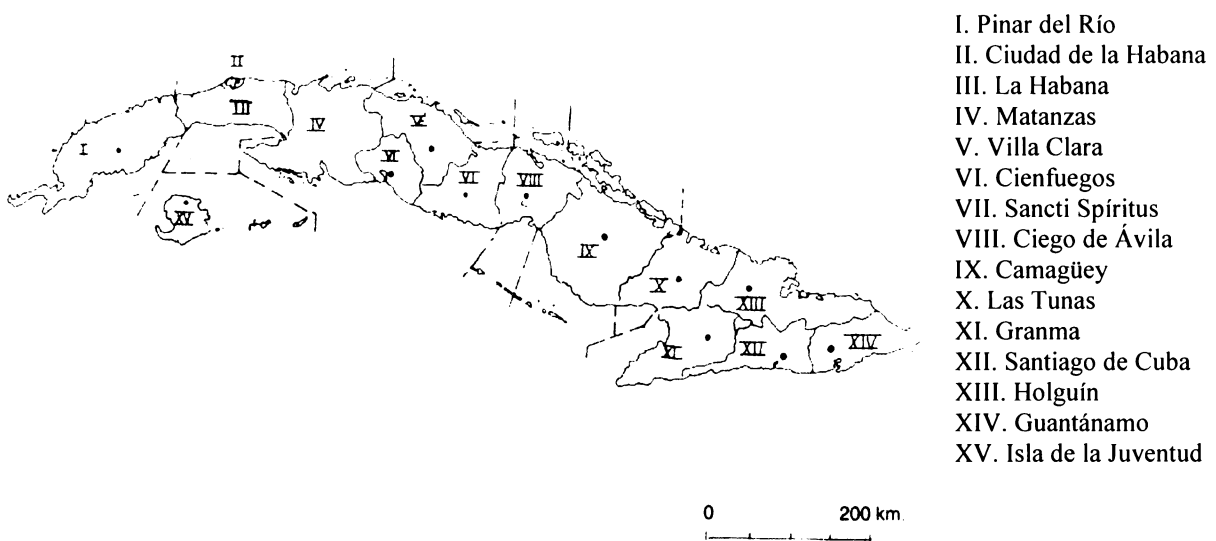 I. Pinar del Río
II. Ciudad de la Habana
III. La Habana
IV. Matanzas
V. Villa Clara
VI. Cienfuegos
VII. Sancti Spíritus
VIII. Ciego de Ávila
IX. Camagüey
X. Las Tunas
XI. Granma
XII. Santiago de Cuba
XIII. Holguín
XIV. Guantánamo
XV. Isla de la Juventud
II
III
IV
V
I
VI
VI
VIII
XV
IX
X
XIII
XI
XII
XIV
0 200 km.